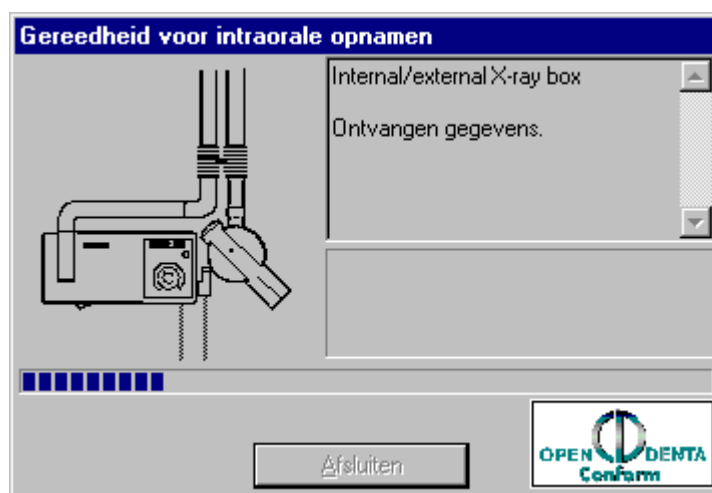 Gereedheid voor intraorale opnamen
Internal/external X-ray box
Ontvangen gegevens.
Afsluiten
OPEN DENTA
Conform